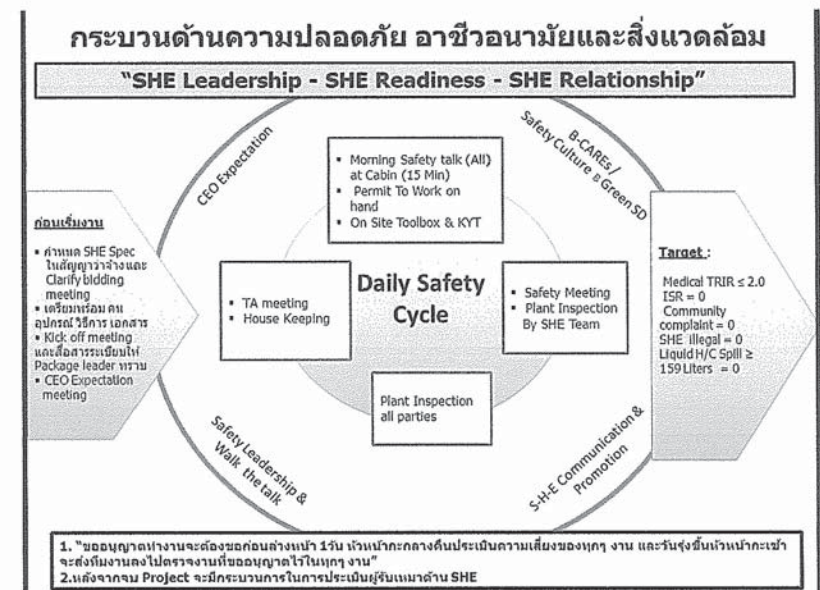 กระบวนด้านความปลอดภัย อาชีวอนามัยและสิ่งแวดล้อม
"SHE Leadership - SHE Readiness - SHE Relationship"
CEO Expectation
B-CAREs/
Safety Culture & Green SD
▪ Morning Safety talk (All)
at Cabin (15 Min)
▪ Permit To Work on
hand
▪ On Site Toolbox & KYT
ก่อนเริ่มงาน
▪ กำหนด SHE Spec
ในสัญญาว่าจ้างและ
Clarify bidding
meeting
▪ เตรียมพร้อม คน
อุปกรณ์ วิธีการ เอกสาร
▪ Kick off meeting
และสื่อสารระเบียบให้
Package leader ทราบ
▪ CEO Expectation
meeting
▪ TA meeting
▪ House Keeping
Daily Safety
Cycle
▪ Safety Meeting
▪ Plant Inspection
By SHE Team
Target :
Medical TRIR ≤ 2.0
ISR = 0
Community
complaint = 0
SHE illegal = 0
Liquid H/C Spill ≥
159 Liters = 0
Plant Inspection
all parties
Safety Leadership &
Walk the talk
S-H-E Communication &
Promotion
1. "ขออนุญาตทำงานจะต้องขอก่อนล่วงหน้า 1วัน หัวหน้ากะกลางคืนประเมินความเสี่ยงของทุกๆ งาน และวันรุ่งขึ้นหัวหน้ากะเช้า
จะส่งทีมงานลงไปตรวจงานที่ขออนุญาตไว้ในทุกๆ งาน"
2.หลังจากจบ Project จะมีกระบวนการในการประเมินผู้รับเหมาด้าน SHE